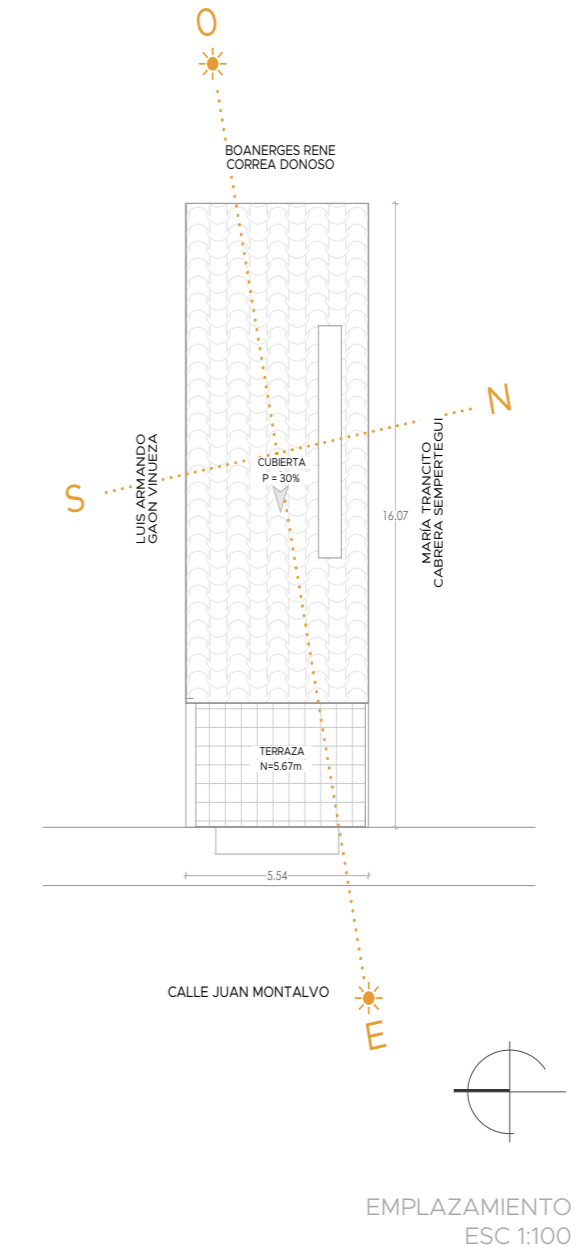 O
BOANERGES RENE
CORREA DONOSO
N
S
LUIS ARMANDO
GAON VINUEZA
CUBIERTA
P = 30%
16.07
MARÍA TRANCITO
CABRERA SEMPERTEGUI
TERRAZA
N=5.67m
5.54
CALLE JUAN MONTALVO
E
EMPLAZAMIENTO
ESC 1:100